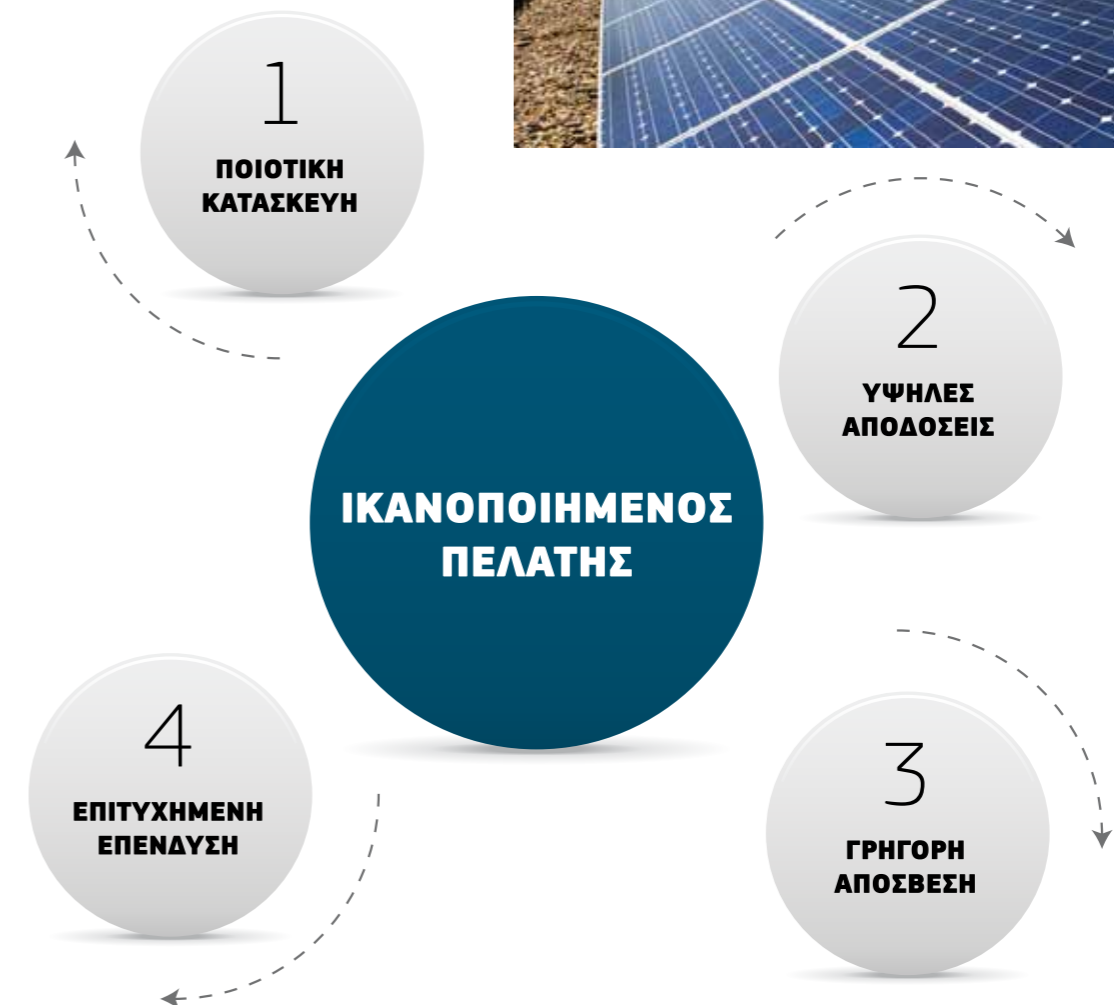 1
ΠΟΙΟΤΙΚΗ
ΚΑΤΑΣΚΕΥΗ
2
ΥΨΗΛΕΣ
ΑΠΟΔΟΣΕΙΣ
ΙΚΑΝΟΠΟΙΗΜΕΝΟΣ
ΠΕΛΑΤΗΣ
3
ΓΡΗΓΟΡΗ
ΑΠΟΣΒΕΣΗ
4
ΕΠΙΤΥΧΗΜΕΝΗ
ΕΠΕΝΔΥΣΗ